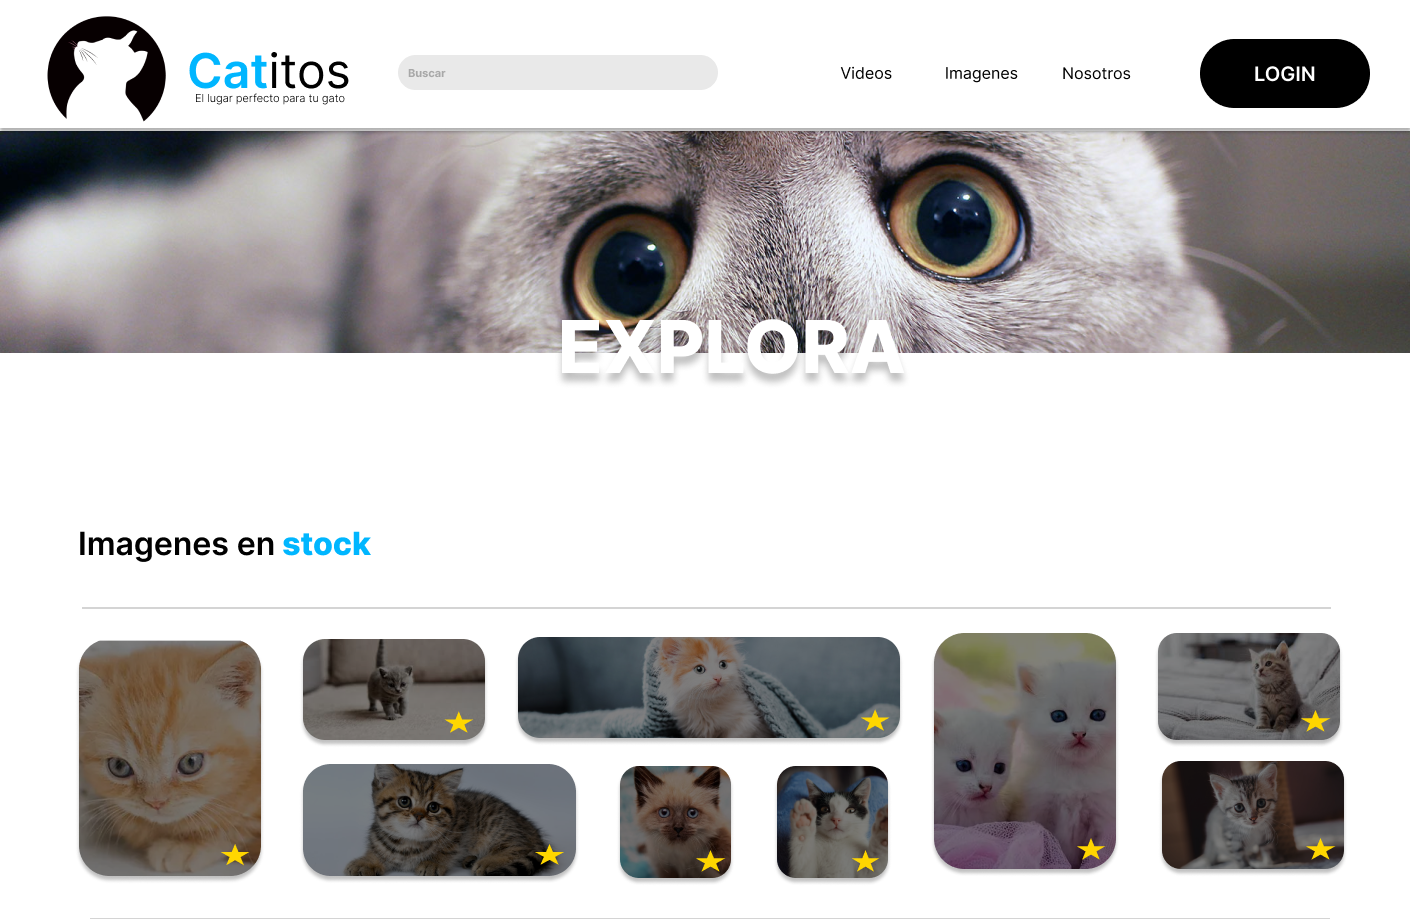 Catitos
El lugar perfecto para tu gato
Buscar
Videos
Imagenes
Nosotros
LOGIN
EXPLORA
Imagenes en stock